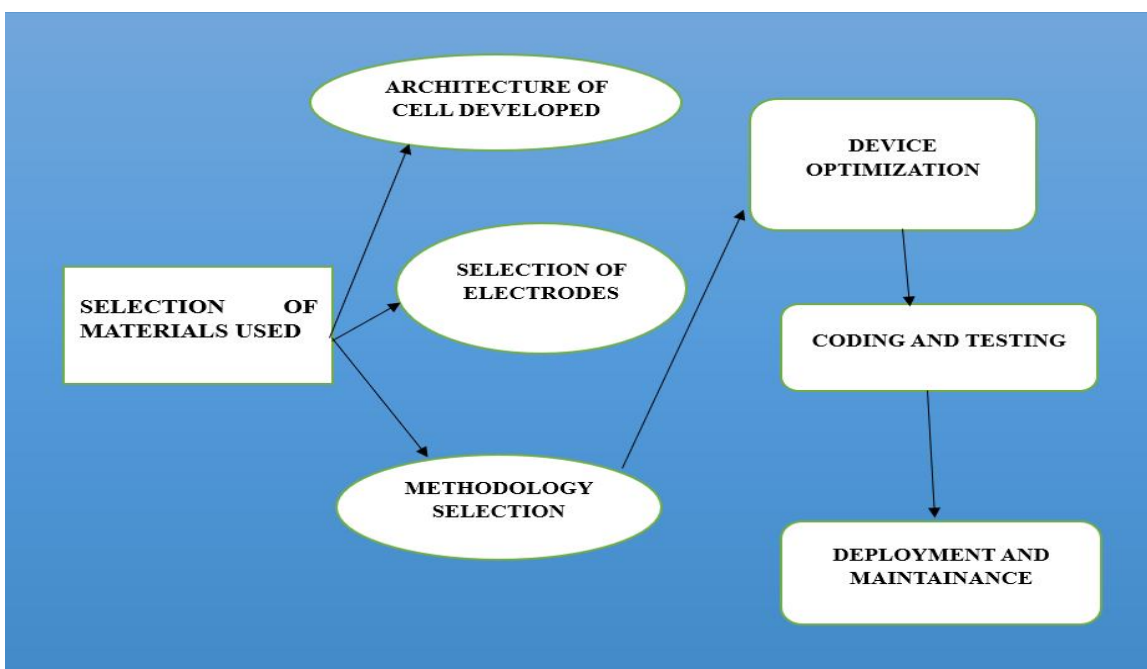 ARCHITECTURE OF
CELL DEVELOPED
SELECTION OF
ELECTRODES
SELECTION OF
MATERIALS USED
METHODOLOGY
SELECTION
DEVICE
OPTIMIZATION
CODING AND TESTING
DEPLOYMENT AND
MAINTAINANCE